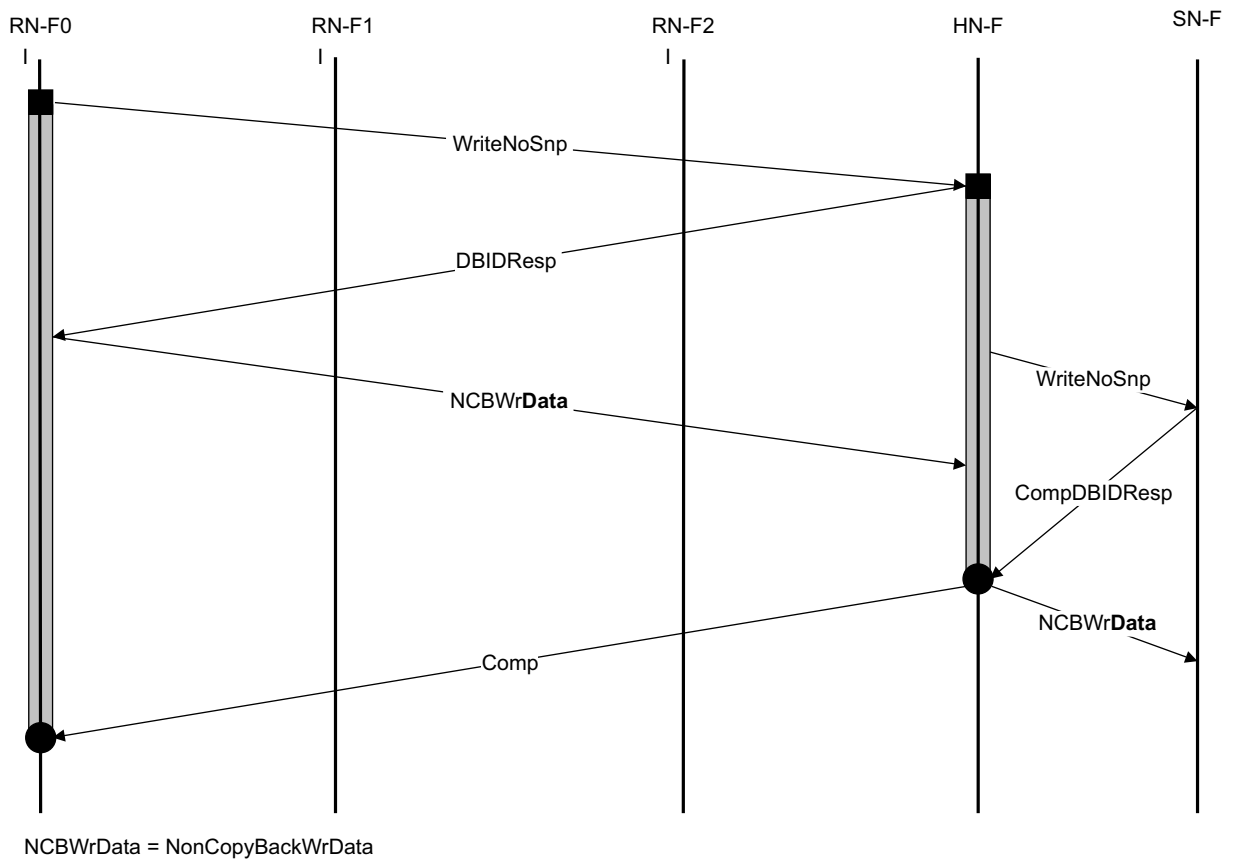 RN-F0
RN-F1
RN-F2
HN-F
SN-F
I
I
I
WriteNoSnp
DBIDResp
WriteNoSnp
NCBWrData
CompDBIDResp
NCBWrData
Comp
NCBWrData = NonCopyBackWrData